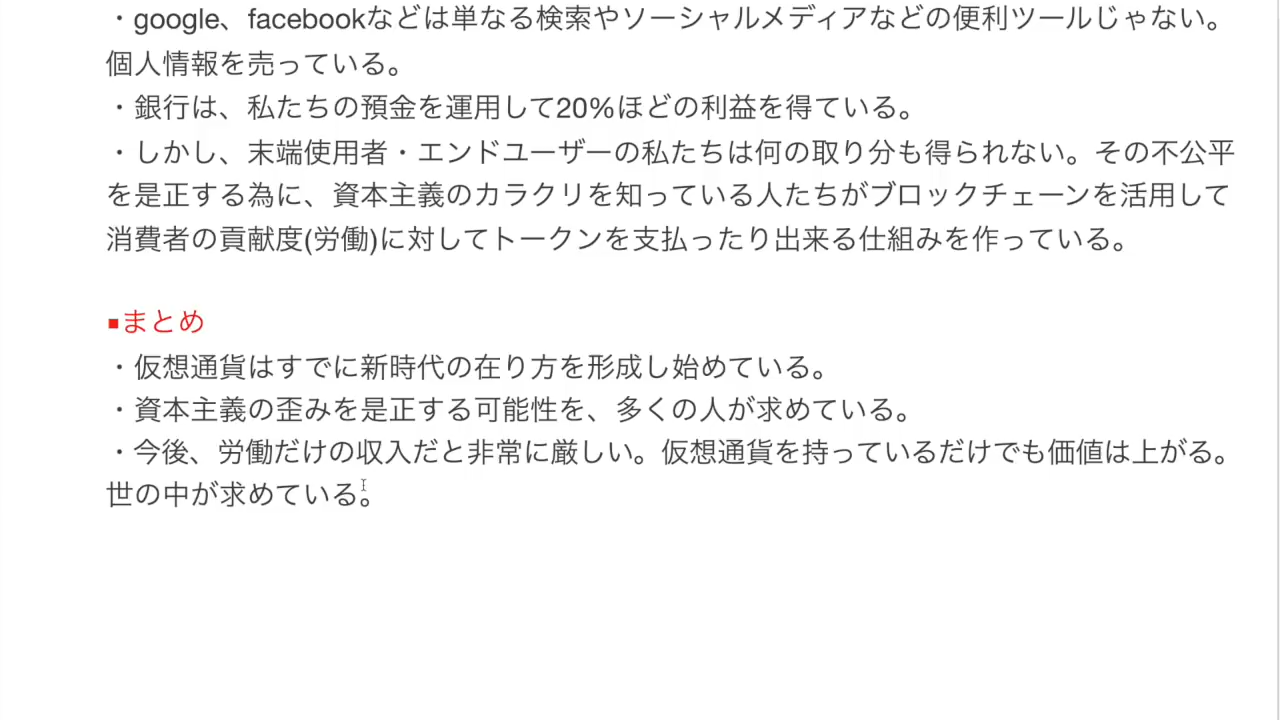 ・google、facebookなどは単なる検索やソーシャルメディアなどの便利ツールじゃない。
個人情報を売っている。
・銀行は、私たちの預金を運用して20%ほどの利益を得ている。
・しかし、末端使用者・エンドユーザーの私たちは何の取り分も得られない。その不公平
を是正する為に、資本主義のカラクリを知っている人たちがブロックチェーンを活用して
消費者の貢献度(労働)に対してトークンを支払ったり出来る仕組みを作っている。
▪まとめ
・仮想通貨はすでに新時代の在り方を形成し始めている。
・資本主義の歪みを是正する可能性を、多くの人が求めている。
・今後、労働だけの収入だと非常に厳しい。仮想通貨を持っているだけでも価値は上がる。
世の中が求めている。